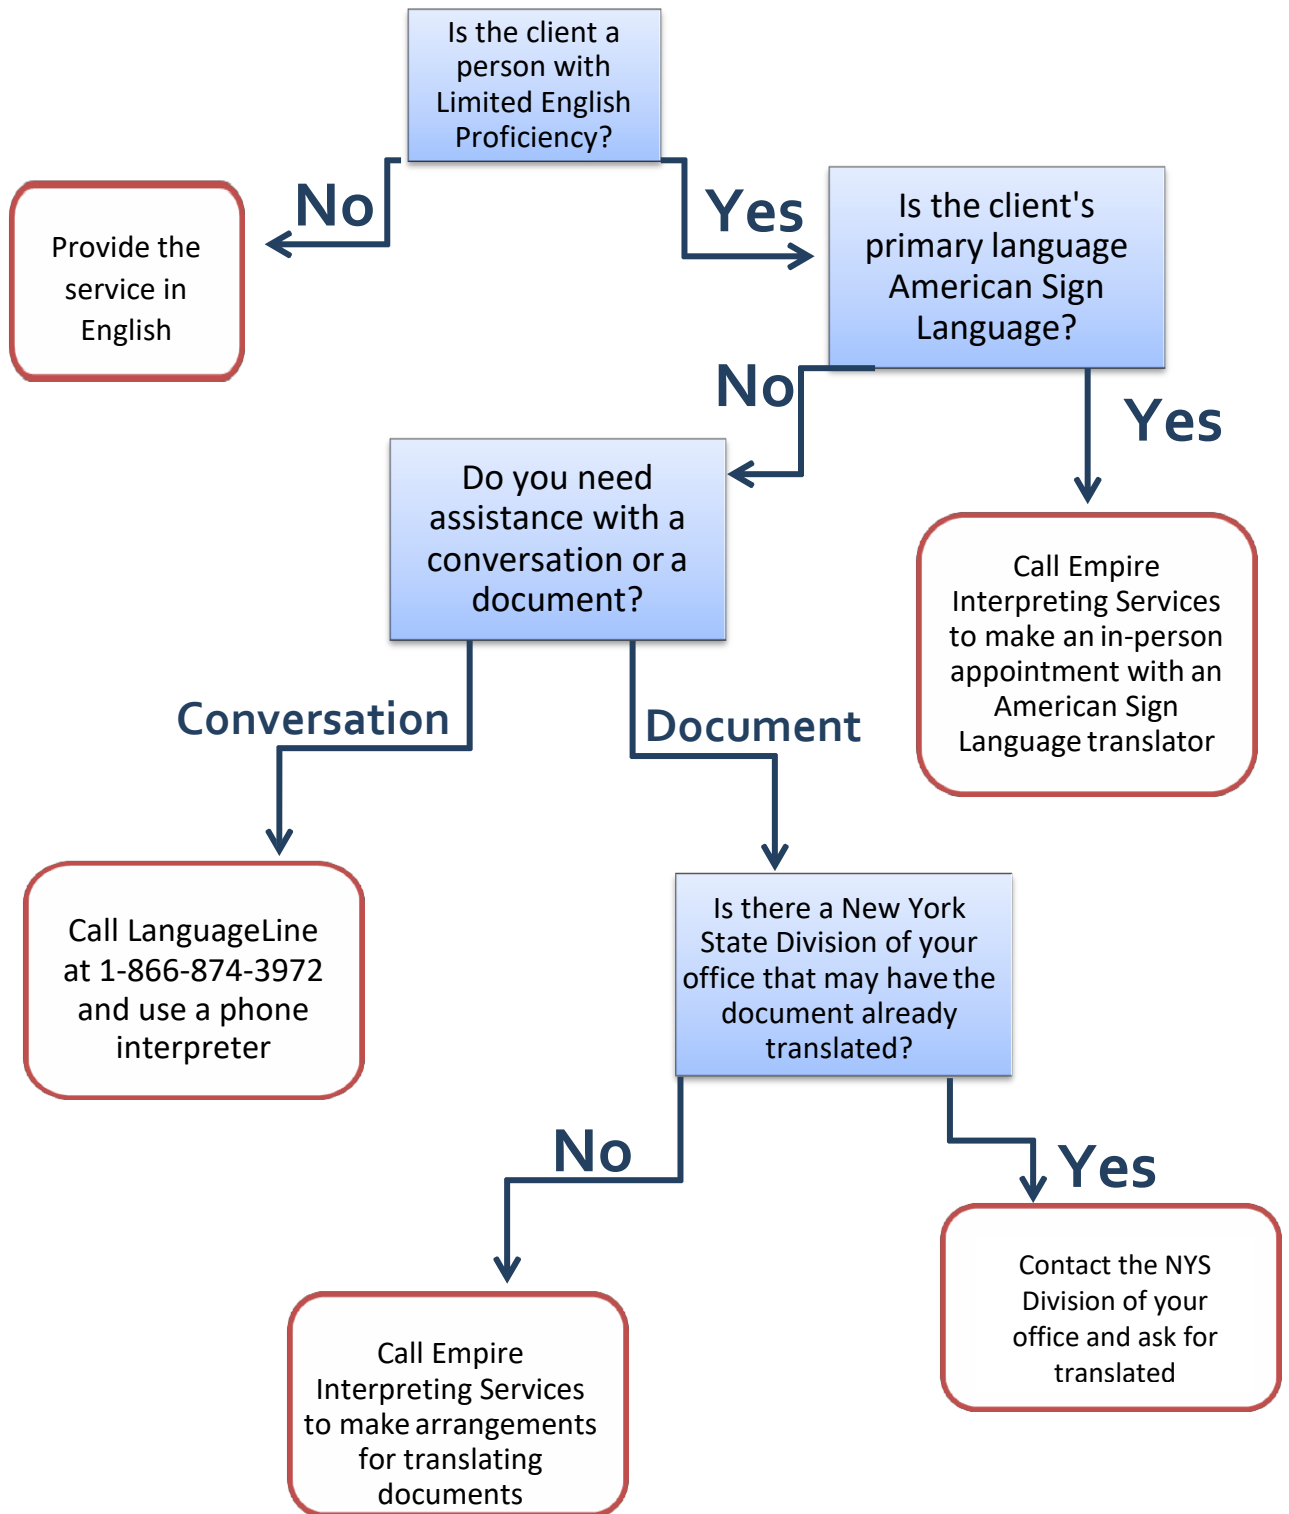 Is the client a
person with
Limited English
Proficiency?
No
Yes
Provide the
service in
English
Is the client's
primary language
American Sign
Language?
No
Yes
Do you need
assistance with a
conversation or a
document?
Call Empire
Interpreting Services
to make an in-person
appointment with an
American Sign
Language translator
Conversation
Document
Call LanguageLine
at 1-866-874-3972
and use a phone
interpreter
Is there a New York
State Division of your
office that may have the
document already
translated?
No
Yes
Contact the NYS
Division of your
office and ask for
translated
Call Empire
Interpreting Services
to make arrangements
for translating
documents